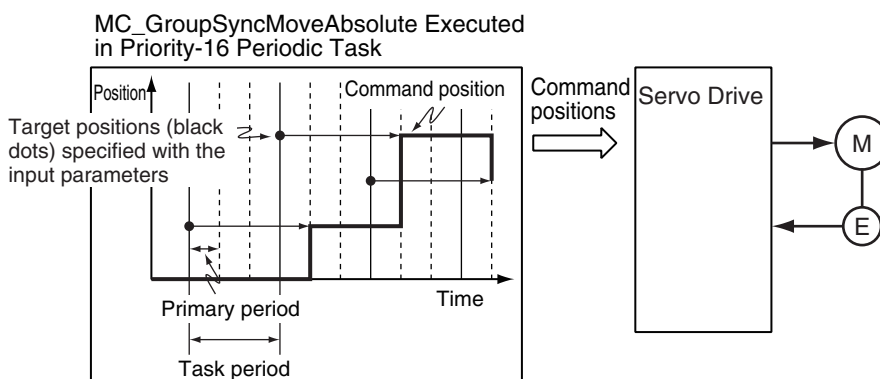 MC_GroupSyncMoveAbsolute Executed
in Priority-16 Periodic Task
Position
Command position
Target positions (black
dots) specified with the
input parameters
Primary period
Time
Task period
Command
positions
Servo Drive
M
E